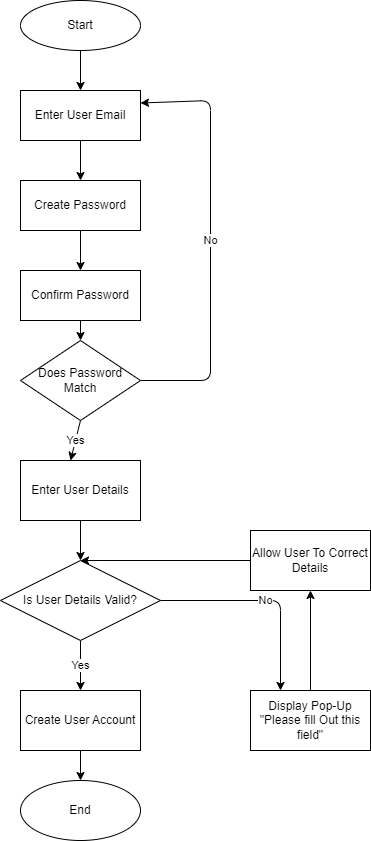 Start
Enter User Email
Create Password
No
Confirm Password
Does Password
Match
Yes
Enter User Details
Allow User To Correct
Details
Is User Details Valid?
No
Yes
Create User Account
Display Pop-Up
"Please fill Out this
field"
End